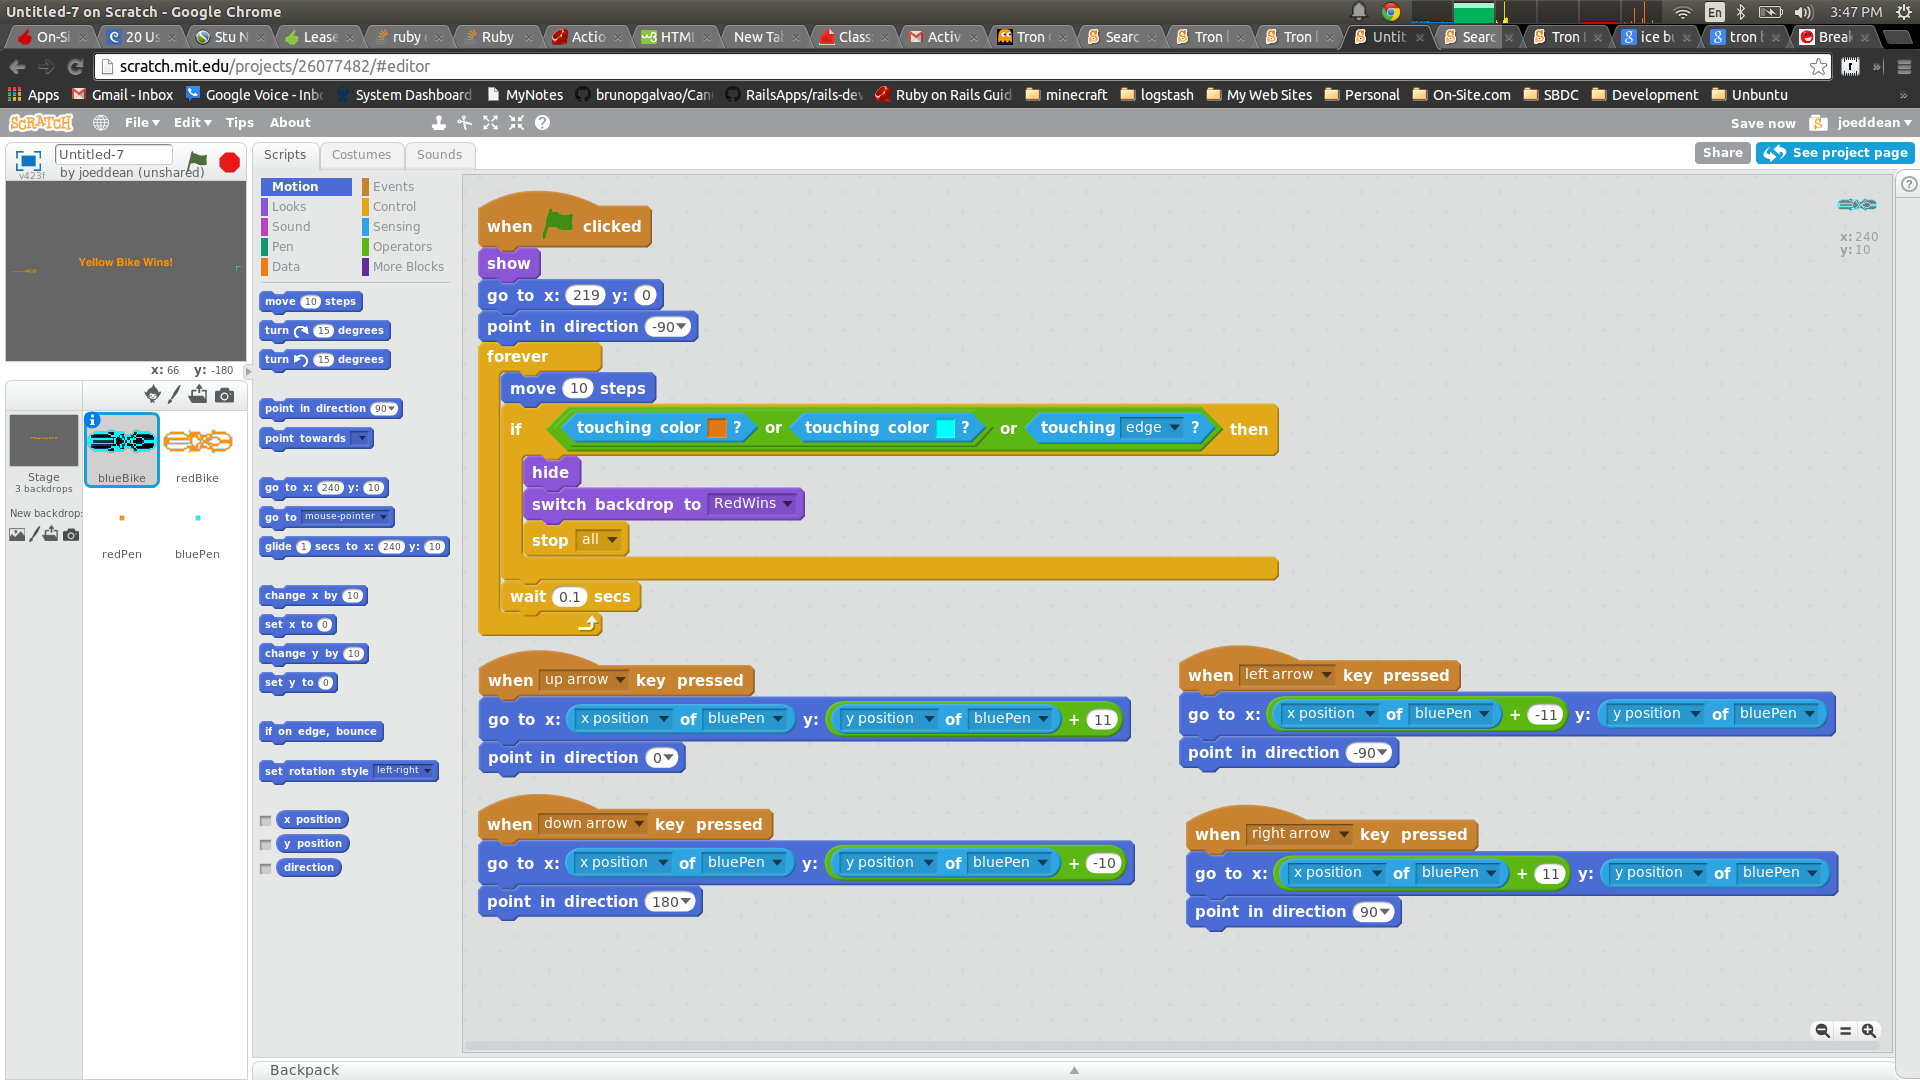 Untitled-7 on Scratch - Google Chrome
En
3:47 PM
On-Si
20 Us
Stu N
Lease
ruby
Ruby
Actio
HTML
New Tab
Class
Activ
Tron
Searc
Tron
Tron
Untit
Searc
Tron
ice bu
tron
Break
scratch.mit.edu/projects/26077482/#editor
Apps
Gmail - Inbox
Google Voice - Inb
System Dashboard
MyNotes
brunopgalvao/Can
RailsApps/rails-dev
Ruby on Rails Guid
minecraft
logstash
My Web Sites
Personal
On-Site.com
SBDC
Development
Unbuntu
»
SCRATCH
File
Edit
Tips
About
Save now
joeddean
Untitled-7
by joeddean (unshared)
v423f
Scripts
Costumes
Sounds
Share
See project page
Yellow Bike Wins!
x: 66 y: -180
Stage
3 backdrops
New backdrop:
blueBike
redBike
redPen
bluePen
Motion
Looks
Sound
Pen
Data
Events
Control
Sensing
Operators
More Blocks
move 10 steps
turn 15 degrees
turn 15 degrees
point in direction 90
point towards
go to x: 240 y: 10
go to mouse-pointer
glide 1 secs to x: 240 y: 10
change x by 10
set x to 0
change y by 10
set y to 0
if on edge, bounce
set rotation style left-right
x position
y position
direction
when clicked
show
go to x: 219 y: 0
point in direction -90
forever
move 10 steps
if touching color ? or touching color ? or touching edge ? then
hide
switch backdrop to RedWins
stop all
wait 0.1 secs
x: 240
y: 10
when up arrow key pressed
go to x: x position of bluePen y: y position of bluePen + 11
point in direction 0
when left arrow key pressed
go to x: x position of bluePen + -11 y: y position of bluePen
point in direction -90
when down arrow key pressed
go to x: x position of bluePen y: y position of bluePen + -10
point in direction 180
when right arrow key pressed
go to x: x position of bluePen + 11 y: y position of bluePen
point in direction 90
Backpack